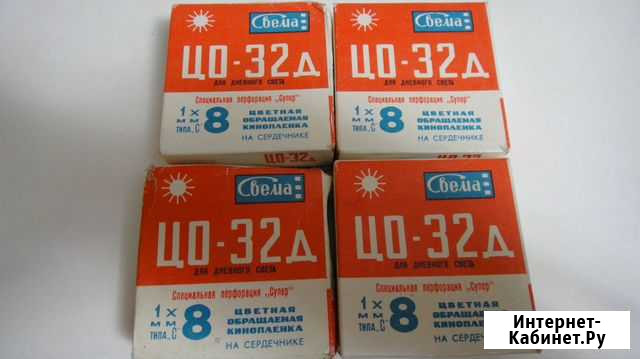 Свема
ЦО-32д
ДЛЯ ДНЕВНОГО СВЕТА
Специальная перфорация „Супер"
1 x 8
мм
ТИПА „С"
ЦВЕТНАЯ
ОБРАЩАЕМАЯ
КИНОПЛЕНКА
НА СЕРДЕЧНИКЕ
ЦО-32д
Свема
ЦО-32д
ДЛЯ ДНЕВНОГО СВЕТА
Специальная перфорация „Супер"
1 x 8
мм
ТИПА „С"
ЦВЕТНАЯ
ОБРАЩАЕМАЯ
КИНОПЛЕНКА
НА СЕРДЕЧНИКЕ
Свема
ЦО-32д
ДЛЯ ДНЕВНОГО СВЕТА
Специальная перфорация „Супер"
1 x 8
мм
ТИПА „С"
ЦВЕТНАЯ
ОБРАЩАЕМАЯ
КИНОПЛЕНКА
НА СЕРДЕЧНИКЕ
Свема
ЦО-32д
ДЛЯ ДНЕВНОГО СВЕТА
Специальная перфорация „Супер"
1 x 8
мм
ТИПА „С"
ЦВЕТНАЯ
ОБРАЩАЕМАЯ
КИНОПЛЕНКА
НА СЕРДЕЧНИКЕ
Интернет-
Кабинет.Ру